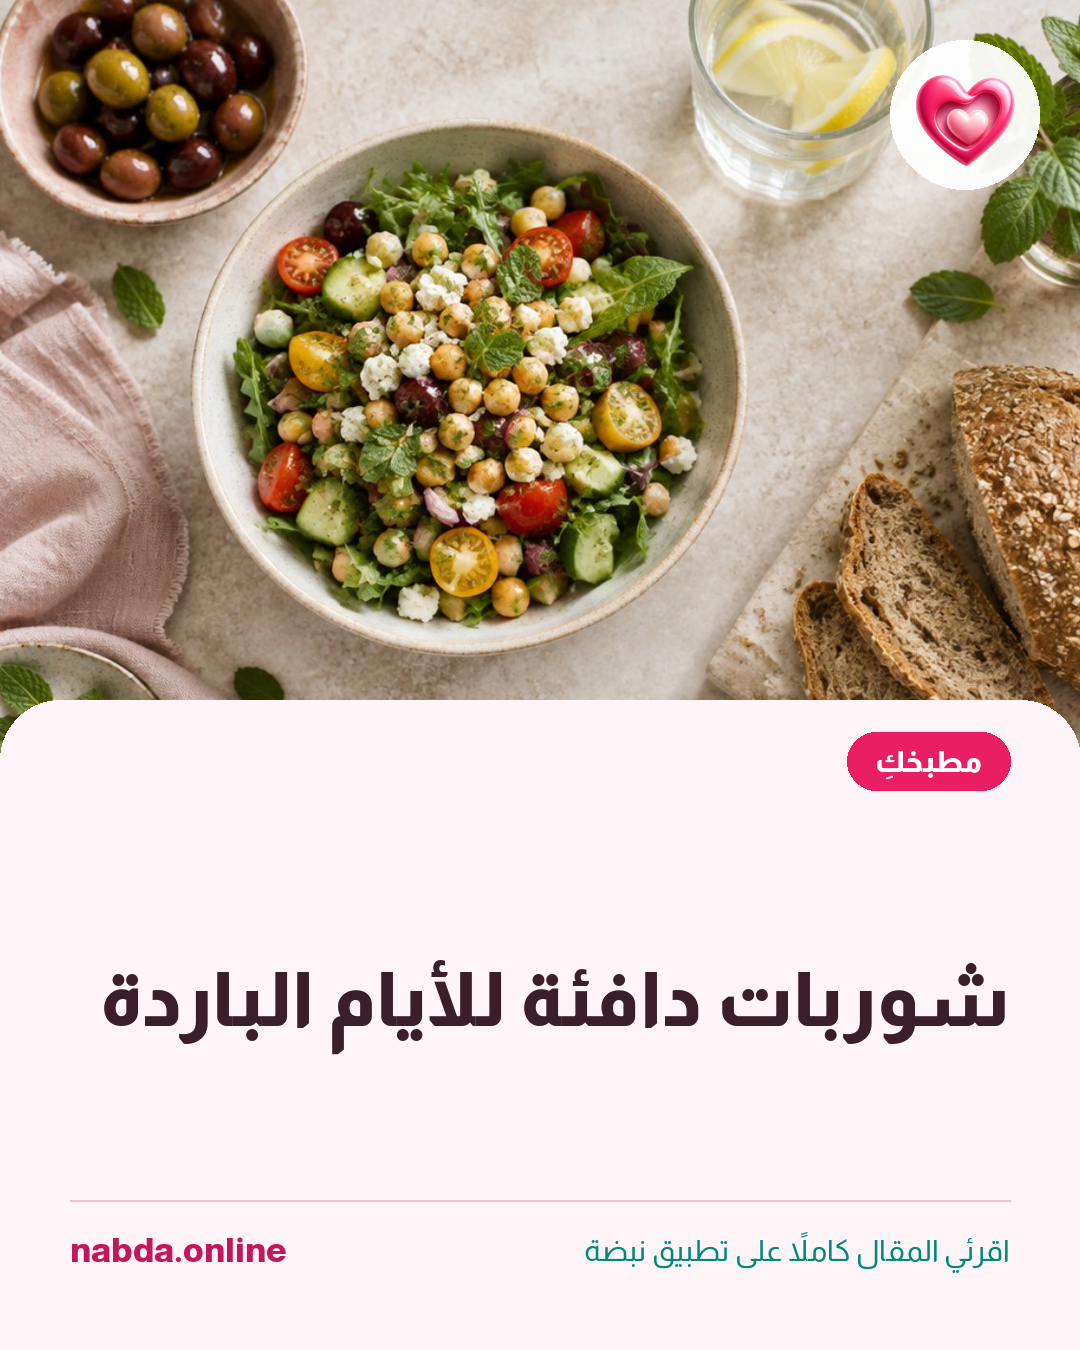 مطبخكِ
شوربات دافئة للأيام الباردة
اقرئي المقال كاملًا على تطبيق نبضة
nabda.online